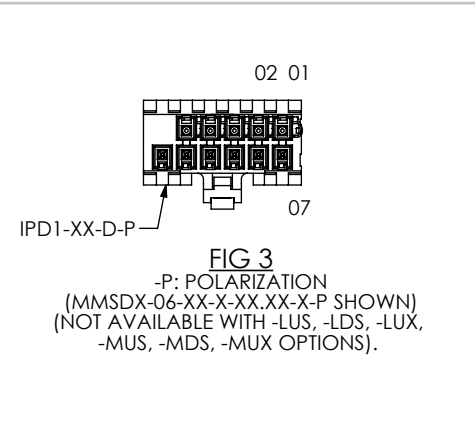 02 01
07
IPD1-XX-D-P
FIG 3
-P: POLARIZATION
(MMSDX-06-XX-X-XX.XX-X-P SHOWN)
(NOT AVAILABLE WITH -LUS, -LDS, -LUX,
-MUS, -MDS, -MUX OPTIONS).